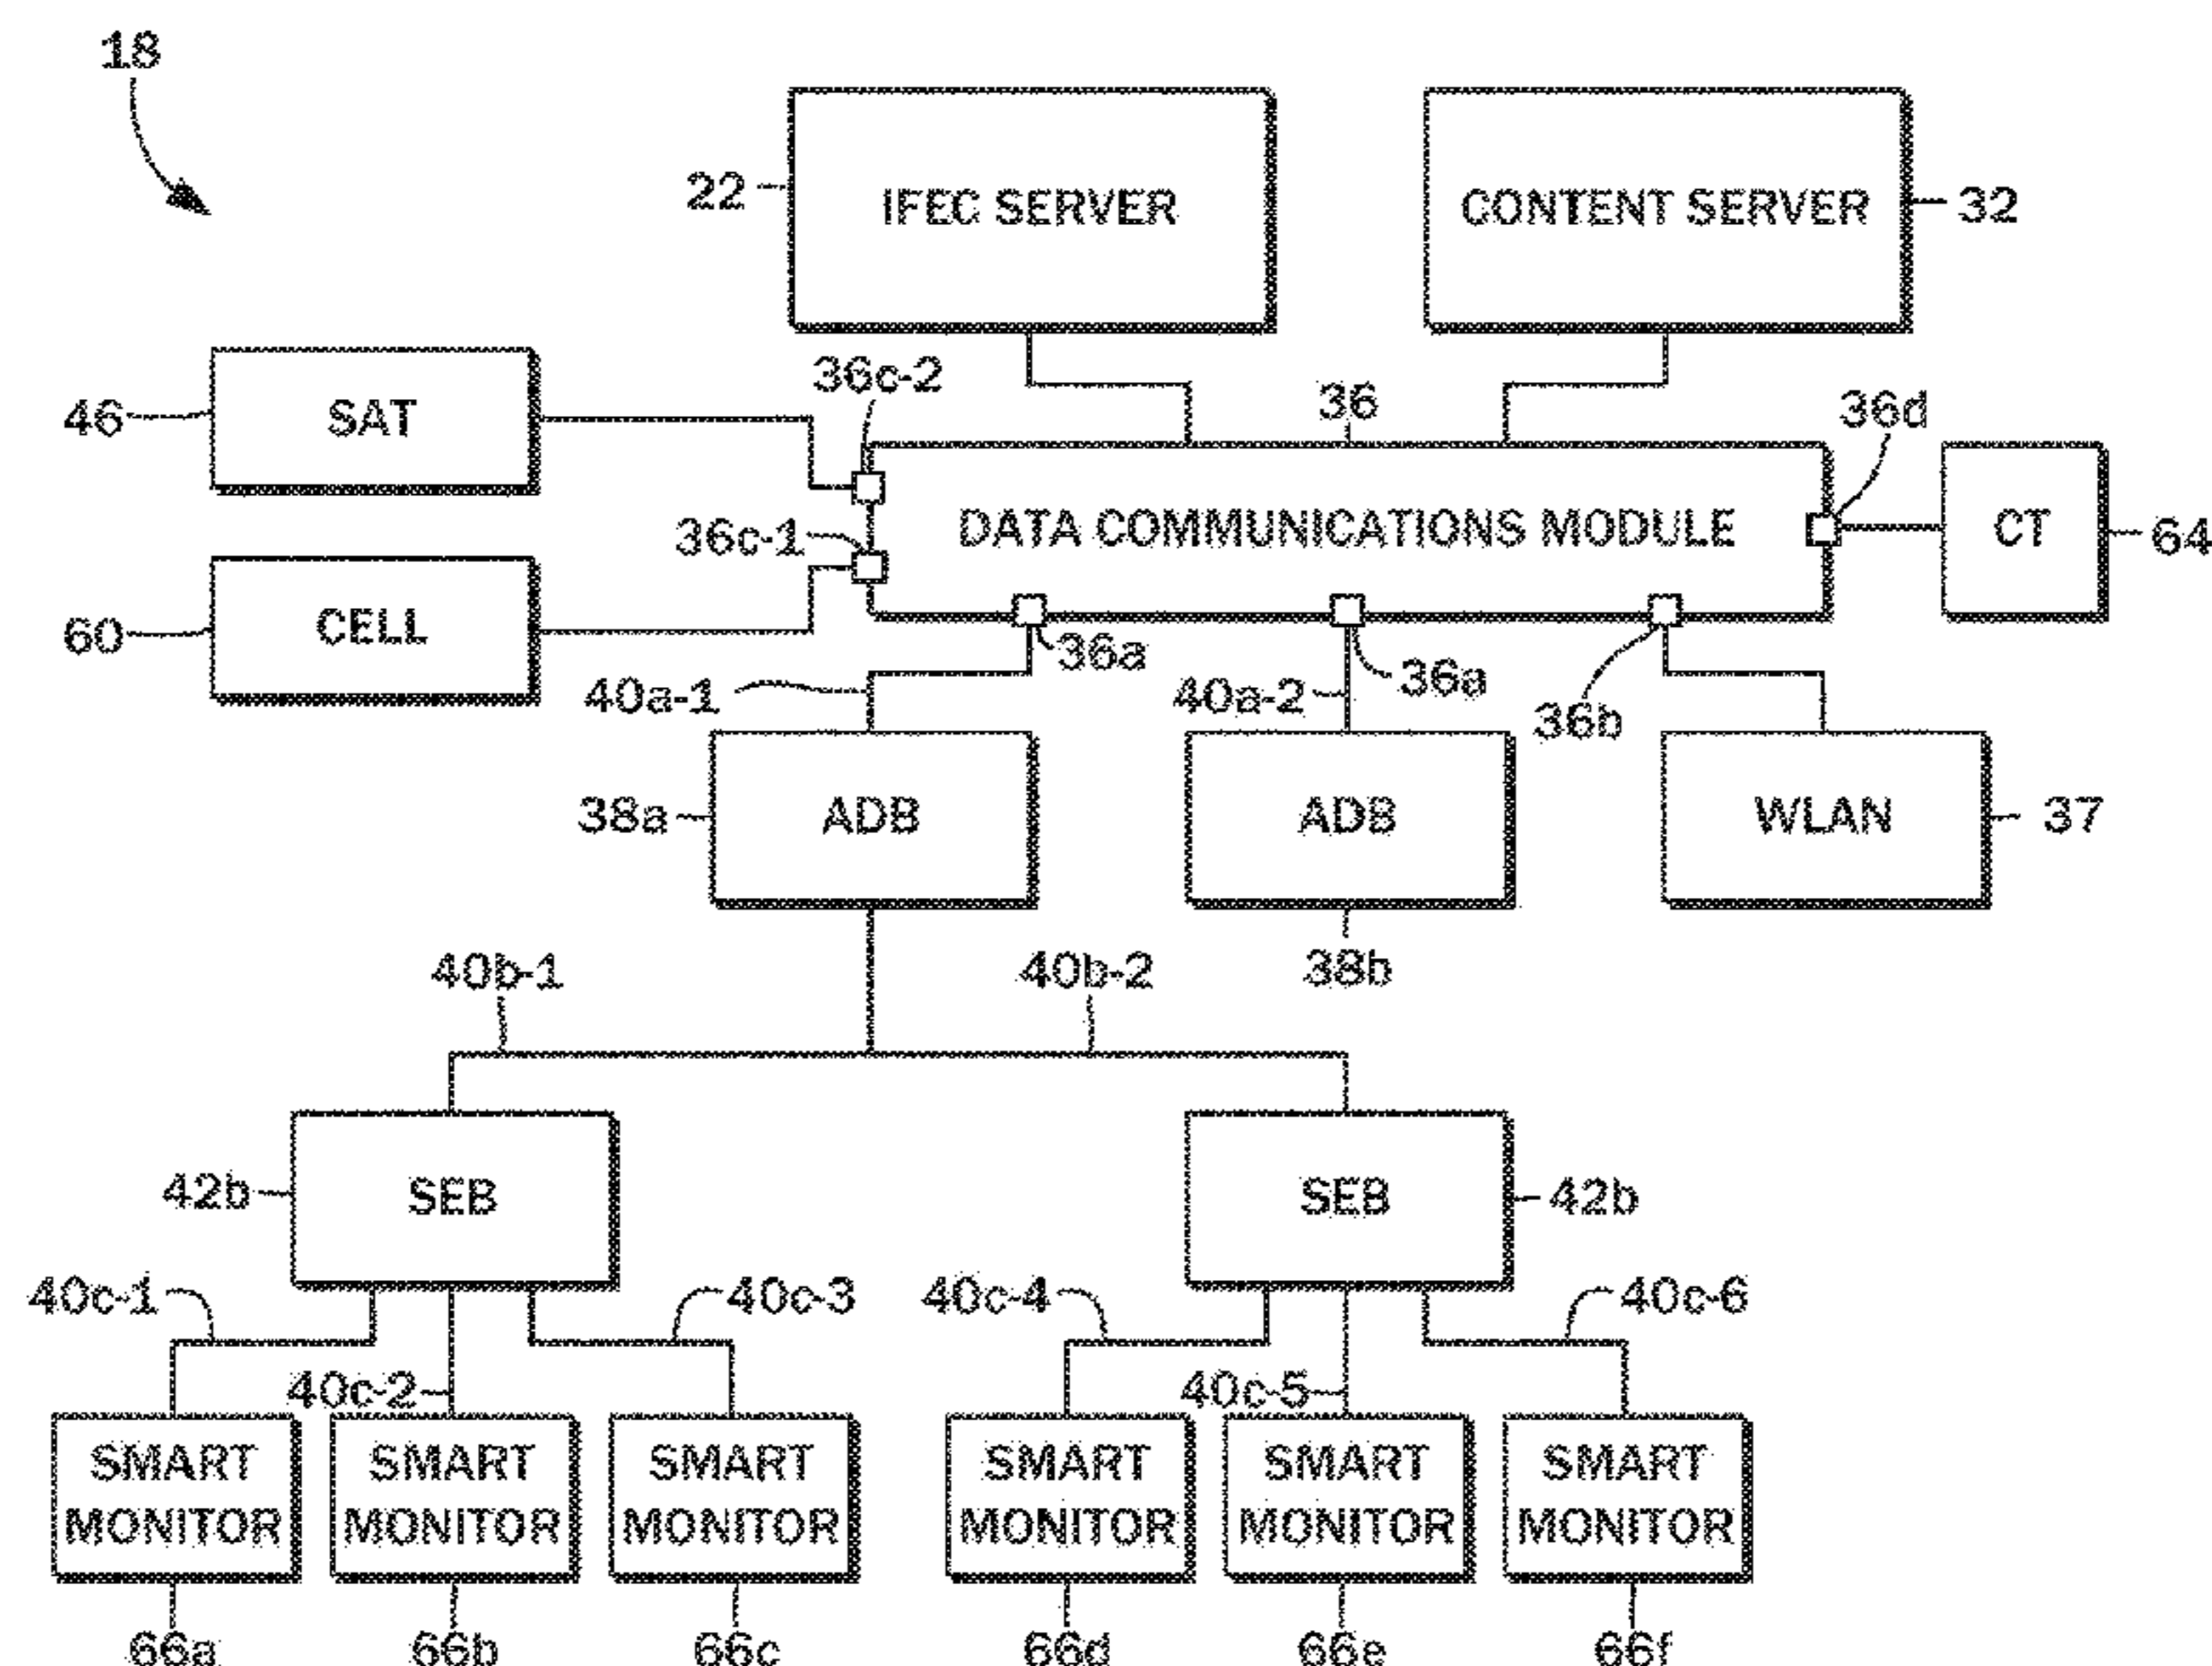 18
22
IFEC SERVER
CONTENT SERVER
32
36c-2
36
36d
46
SAT
36c-1
DATA COMMUNICATIONS MODULE
CT
64
60
CELL
36a
40a-1
40a-2
36a
36b
38a
ADB
ADB
WLAN
37
40b-1
40b-2
38b
42b
SEB
SEB
42b
40c-1
40c-3
40c-4
40c-6
40c-2
40c-5
SMART
MONITOR
SMART
MONITOR
SMART
MONITOR
SMART
MONITOR
SMART
MONITOR
SMART
MONITOR
66a
66b
66c
66d
66e
66f